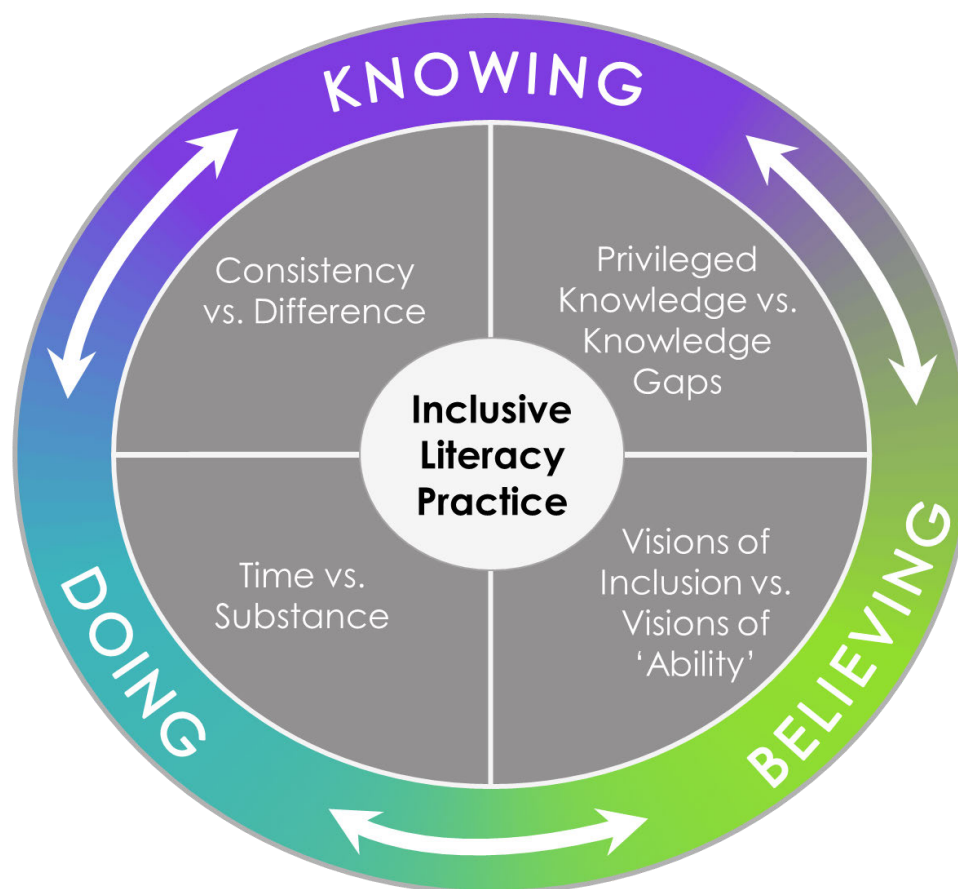 KNOWING
Consistency
vs. Difference
Privileged
Knowledge vs.
Knowledge
Gaps
Inclusive
Literacy
Practice
Time vs.
Substance
Visions of
Inclusion vs.
Visions of
‘Ability’
DOING
BELIEVING